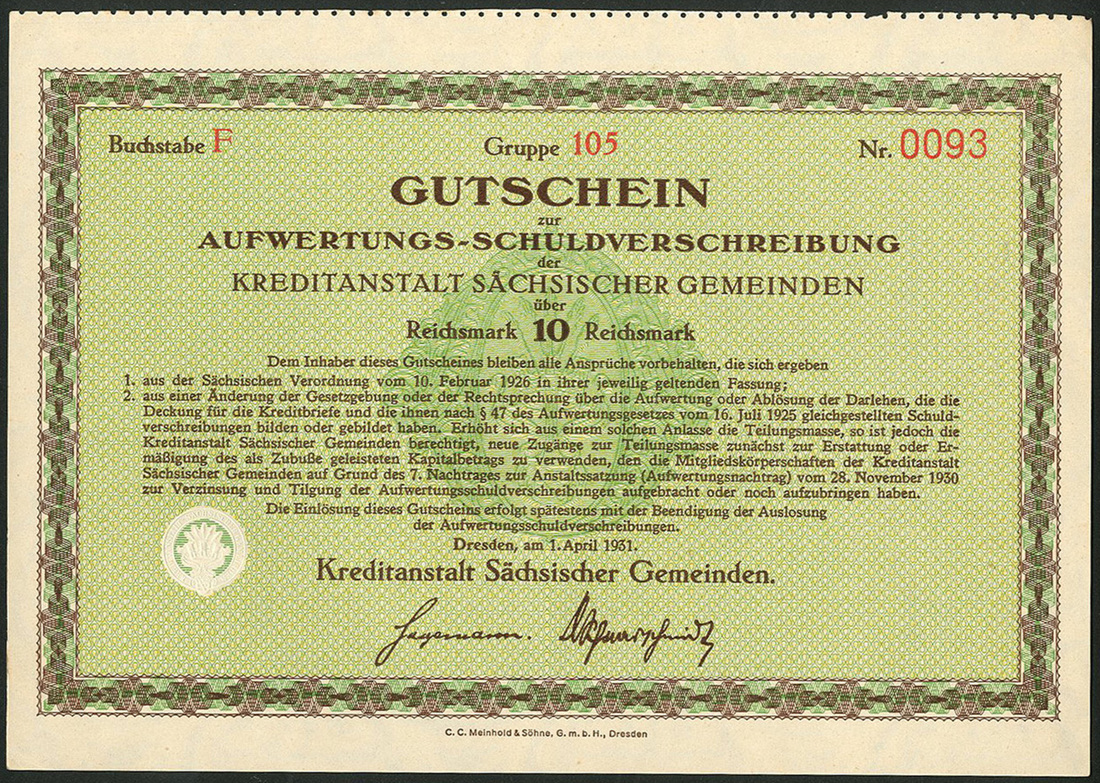 Buchstabe F Gruppe 105 Nr. 0093
GUTSCHEIN
zur
AUFWERTUNGS-SCHULDVERSCHREIBUNG
der
KREDITANSTALT SÄCHSISCHER GEMEINDEN
über
Reichsmark 10 Reichsmark
Dem Inhaber dieses Gutscheines bleiben alle Ansprüche vorbehalten, die sich ergeben
1. aus der Sächsischen Verordnung vom 10. Februar 1926 in ihrer jeweilig geltenden Fassung;
2. aus einer Änderung der Gesetzgebung oder der Rechtsprechung über die Aufwertung oder Ablösung der Darlehen, die die
Deckung für die Kreditbriefe und die ihnen nach § 47 des Aufwertungsgesetzes vom 16. Juli 1925 gleichgestellten Schuld-
verschreibungen bilden oder gebildet haben. Erhöht sich aus einem solchen Anlasse die Teilungsmasse, so ist jedoch die
Kreditanstalt Sächsischer Gemeinden berechtigt, neue Zugänge zur Teilungsmasse zunächst zur Erstattung oder Er-
mäßigung des als Zubuße geleisteten Kapitalbetrags zu verwenden, den die Mitgliedskörperschaften der Kreditanstalt
Sächsischer Gemeinden auf Grund des 7. Nachtrages zur Anstaltssatzung (Aufwertungsnachtrag) vom 28. November 1930
zur Verzinsung und Tilgung der Aufwertungsschuldverschreibungen aufgebracht oder noch aufzubringen haben.
Die Einlösung dieses Gutscheins erfolgt spätestens mit der Beendigung der Auslosung
der Aufwertungsschuldverschreibungen.
Dresden, am 1. April 1931.
Kreditanstalt Sächsischer Gemeinden.
Hagemann.
C. C. Meinhold & Söhne, G. m. b. H., Dresden